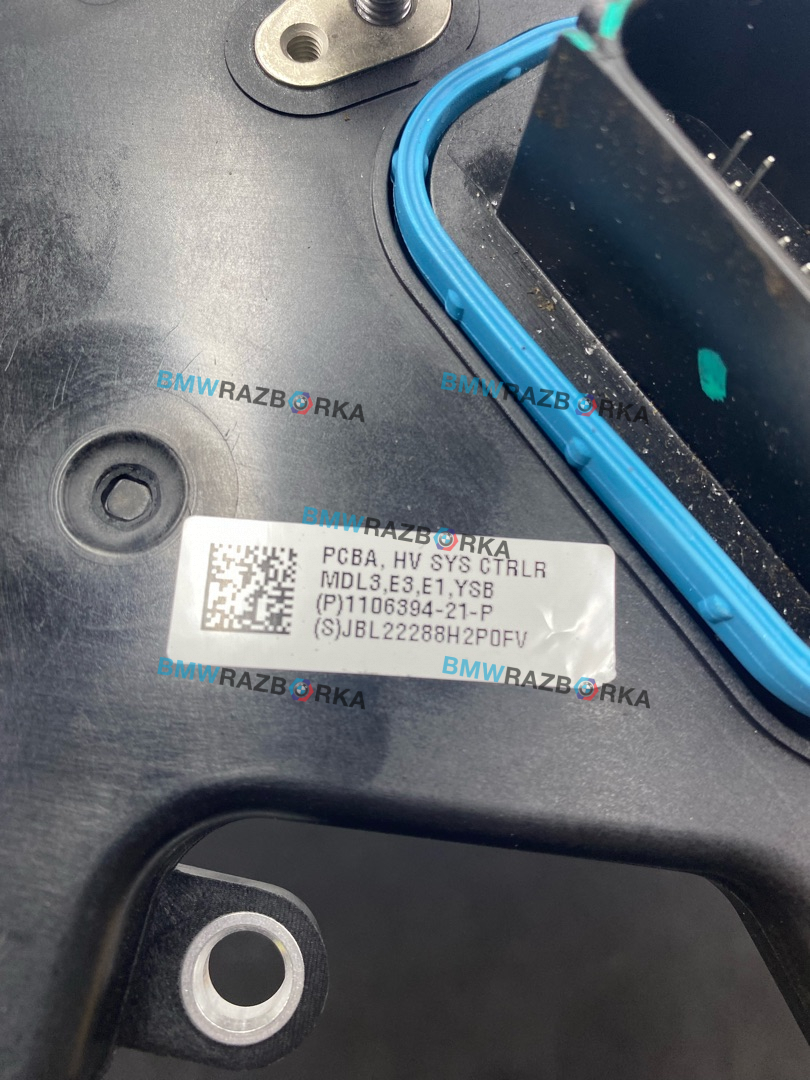 BMWRAZBORKA
BMWRAZBORKA
BMWRAZBORKA
PCBA, HV SYS CTRLR
MDL3,E3,E1,YSB
(P)1106394-21-P
(S)JBL22288H2P0FV
BMWRAZBORKA
BMWRAZBORKA